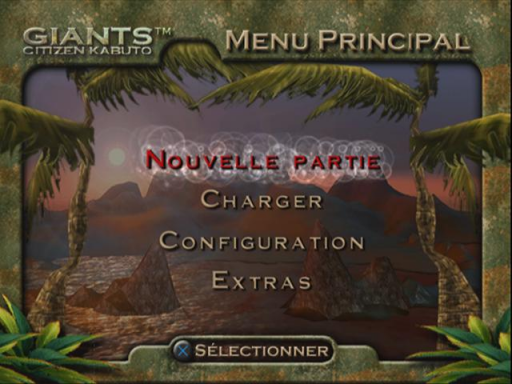 GIANTS™
CITIZEN KABUTO
MENU PRINCIPAL
NOUVELLE PARTIE
CHARGER
CONFIGURATION
EXTRAS
SÉLECTIONNER